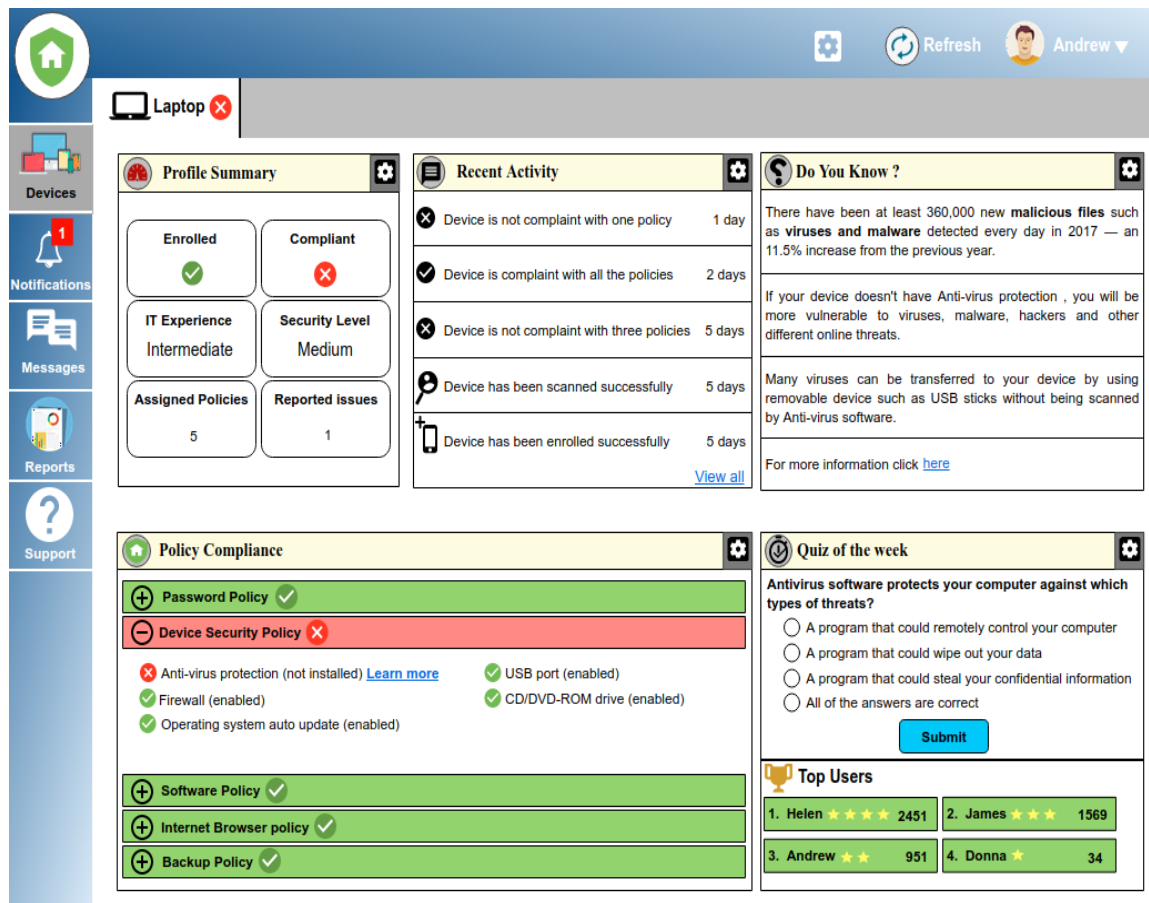 Refresh
Andrew
Laptop
Devices
1
Notifications
Messages
Reports
Support
Profile Summary
Enrolled
Compliant
IT Experience
Intermediate
Security Level
Medium
Assigned Policies
5
Reported issues
1
Recent Activity
Device is not complaint with one policy 1 day
Device is complaint with all the policies 2 days
Device is not complaint with three policies 5 days
Device has been scanned successfully 5 days
Device has been enrolled successfully 5 days
View all
Do You Know ?
There have been at least 360,000 new malicious files such
as viruses and malware detected every day in 2017 — an
11.5% increase from the previous year.
If your device doesn't have Anti-virus protection , you will be
more vulnerable to viruses, malware, hackers and other
different online threats.
Many viruses can be transferred to your device by using
removable device such as USB sticks without being scanned
by Anti-virus software.
For more information click here
Policy Compliance
Password Policy
Device Security Policy
Anti-virus protection (not installed) Learn more
Firewall (enabled)
Operating system auto update (enabled)
USB port (enabled)
CD/DVD-ROM drive (enabled)
Software Policy
Internet Browser policy
Backup Policy
Quiz of the week
Antivirus software protects your computer against which
types of threats?
A program that could remotely control your computer
A program that could wipe out your data
A program that could steal your confidential information
All of the answers are correct
Submit
Top Users
1. Helen 2451
2. James 1569
3. Andrew 951
4. Donna 34